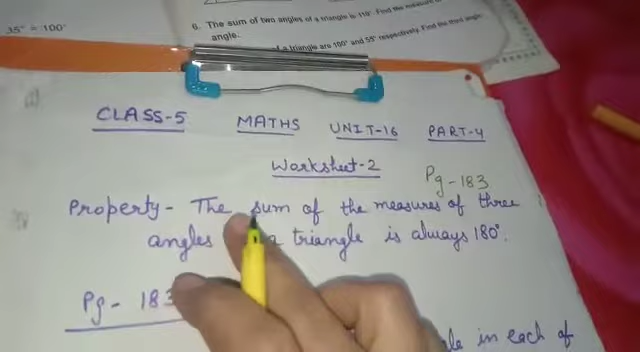 35° = 100°
6. The sum of two angles of a triangle is 110°. Find the measure
angle.
a triangle are 100° and 55° respectively. Find the third angle
CLASS-5 MATHS UNIT-16 PART-4
Worksheet-2
Pg-183
Property- The sum of the measures of three
angles a triangle is always 180°.
Pg- 183
in each of